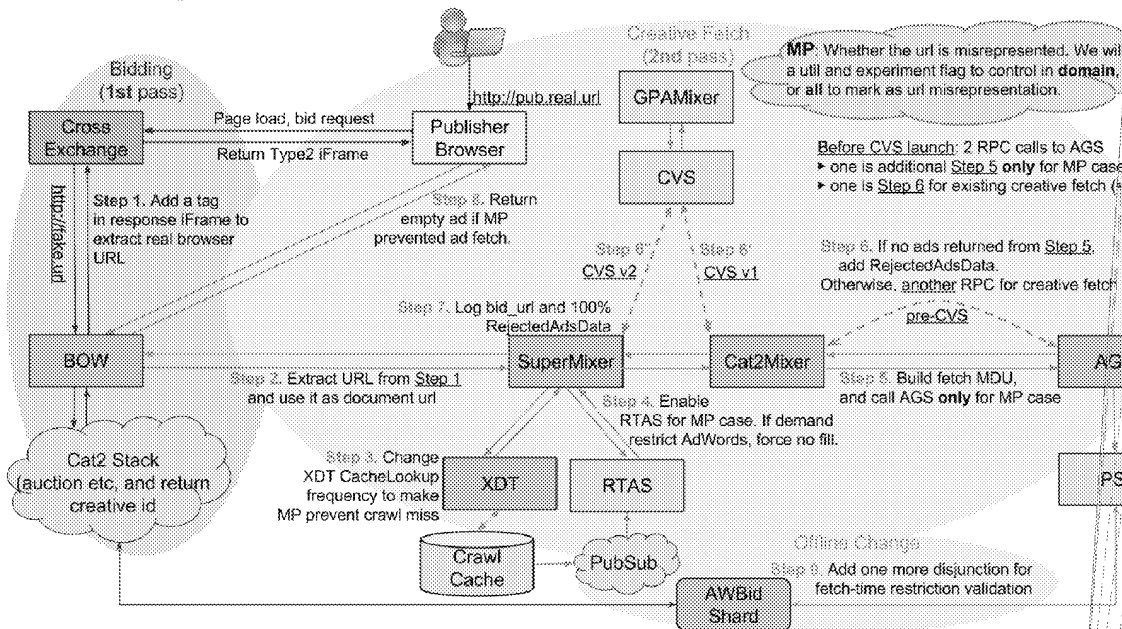 Creative Fetch
(2nd pass)
MP: Whether the url is misrepresented. We wil
a util and experiment flag to control in domain,
or all to mark as url misrepresentation.
Bidding
(1st pass)
http://pub.real.url
GPAMixer
Cross
Exchange
Page load, bid request
Return Type2 iFrame
Publisher
Browser
CVS
Before CVS launch: 2 RPC calls to AGS
▸ one is additional Step 5 only for MP case
▸ one is Step 6 for existing creative fetch (
http://fake.url
Step 1. Add a tag
in response iFrame to
extract real browser
URL
Step 8. Return
empty ad if MP
prevented ad fetch.
Step 6''
CVS v2
Step 6'
CVS v1
Step 6. If no ads returned from Step 5,
add RejectedAdsData.
Otherwise, another RPC for creative fetch
pre-CVS
Step 7. Log bid_url and 100%
RejectedAdsData
BOW
SuperMixer
Cat2Mixer
AG
Step 2. Extract URL from Step 1
and use it as document url
Step 4. Enable
RTAS for MP case. If demand
restrict AdWords, force no fill.
Step 5. Build fetch MDU,
and call AGS only for MP case
Cat2 Stack
(auction etc, and return
creative id
Step 3. Change
XDT CacheLookup
frequency to make
MP prevent crawl miss
XDT
RTAS
PS
Crawl
Cache
PubSub
Offline Change
Step 9. Add one more disjunction for
fetch-time restriction validation
AWBid
Shard